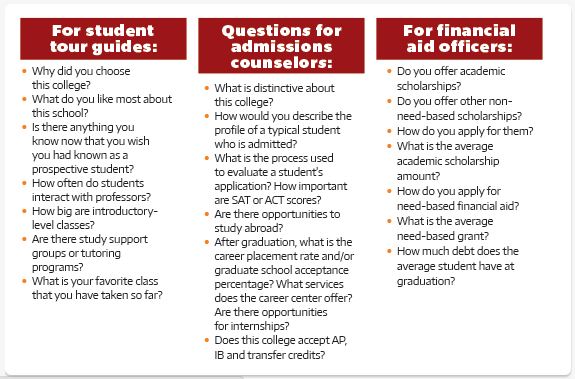 For student
tour guides:
• Why did you choose
this college?
• What do you like most about
this school?
• Is there anything you
know now that you wish
you had known as a
prospective student?
• How often do students
interact with professors?
• How big are introductory-
level classes?
• Are there study support
groups or tutoring
programs?
• What is your favorite class
that you have taken so far?
Questions for
admissions
counselors:
• What is distinctive about
this college?
• How would you describe the
profile of a typical student
who is admitted?
• What is the process used
to evaluate a student's
application? How important
are SAT or ACT scores?
• Are there opportunities to
study abroad?
• After graduation, what is the
career placement rate and/or
graduate school acceptance
percentage? What services
does the career center offer?
Are there opportunities
for internships?
• Does this college accept AP,
IB and transfer credits?
For financial
aid officers:
• Do you offer academic
scholarships?
• Do you offer other non-
need-based scholarships?
• How do you apply for them?
• What is the average
academic scholarship
amount?
• How do you apply for
need-based financial aid?
• What is the average
need-based grant?
• How much debt does the
average student have at
graduation?